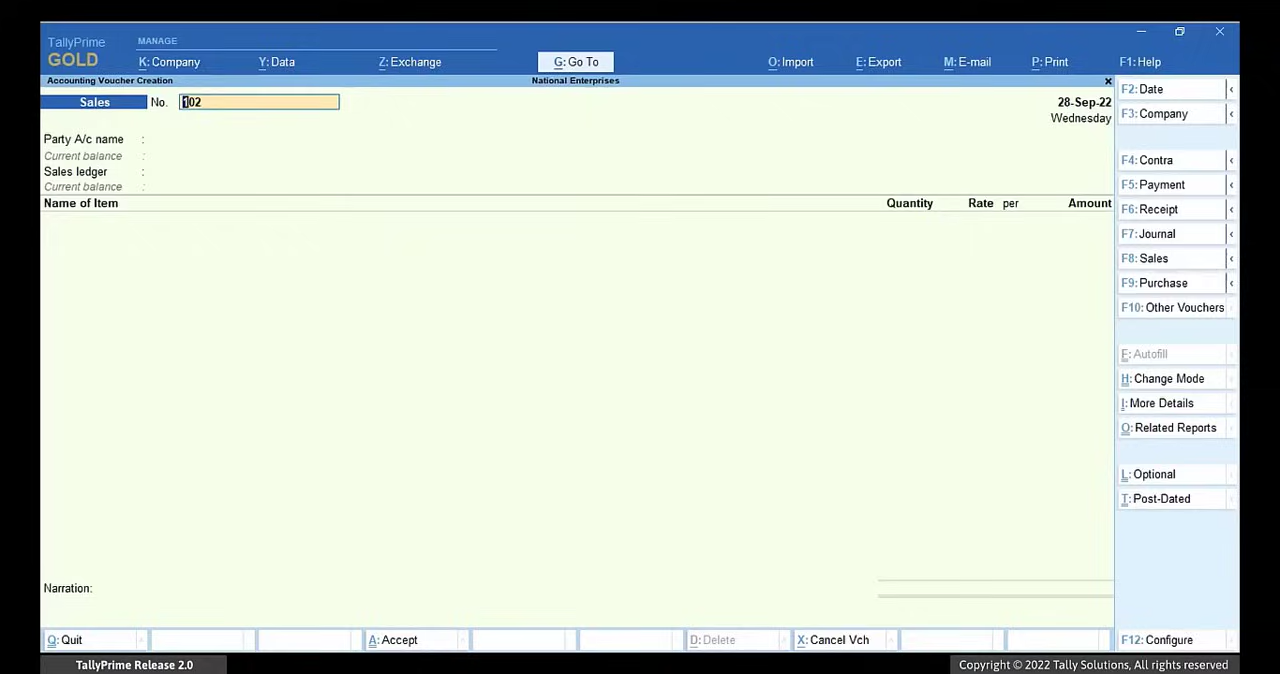 TallyPrime MANAGE
GOLD K: Company Y: Data Z: Exchange G: Go To O: Import E: Export M: E-mail P: Print F1: Help
Accounting Voucher Creation National Enterprises
Sales No. 102 28-Sep-22
Wednesday
Party A/c name :
Current balance :
Sales ledger :
Current balance :
Name of Item Quantity Rate per Amount
Narration:
F2: Date
F3: Company
F4: Contra
F5: Payment
F6: Receipt
F7: Journal
F8: Sales
F9: Purchase
F10: Other Vouchers
F: Autofill
H: Change Mode
I: More Details
O: Related Reports
L: Optional
T: Post-Dated
Q: Quit A: Accept D: Delete X: Cancel Vch F12: Configure
TallyPrime Release 2.0 Copyright © 2022 Tally Solutions, All rights reserved